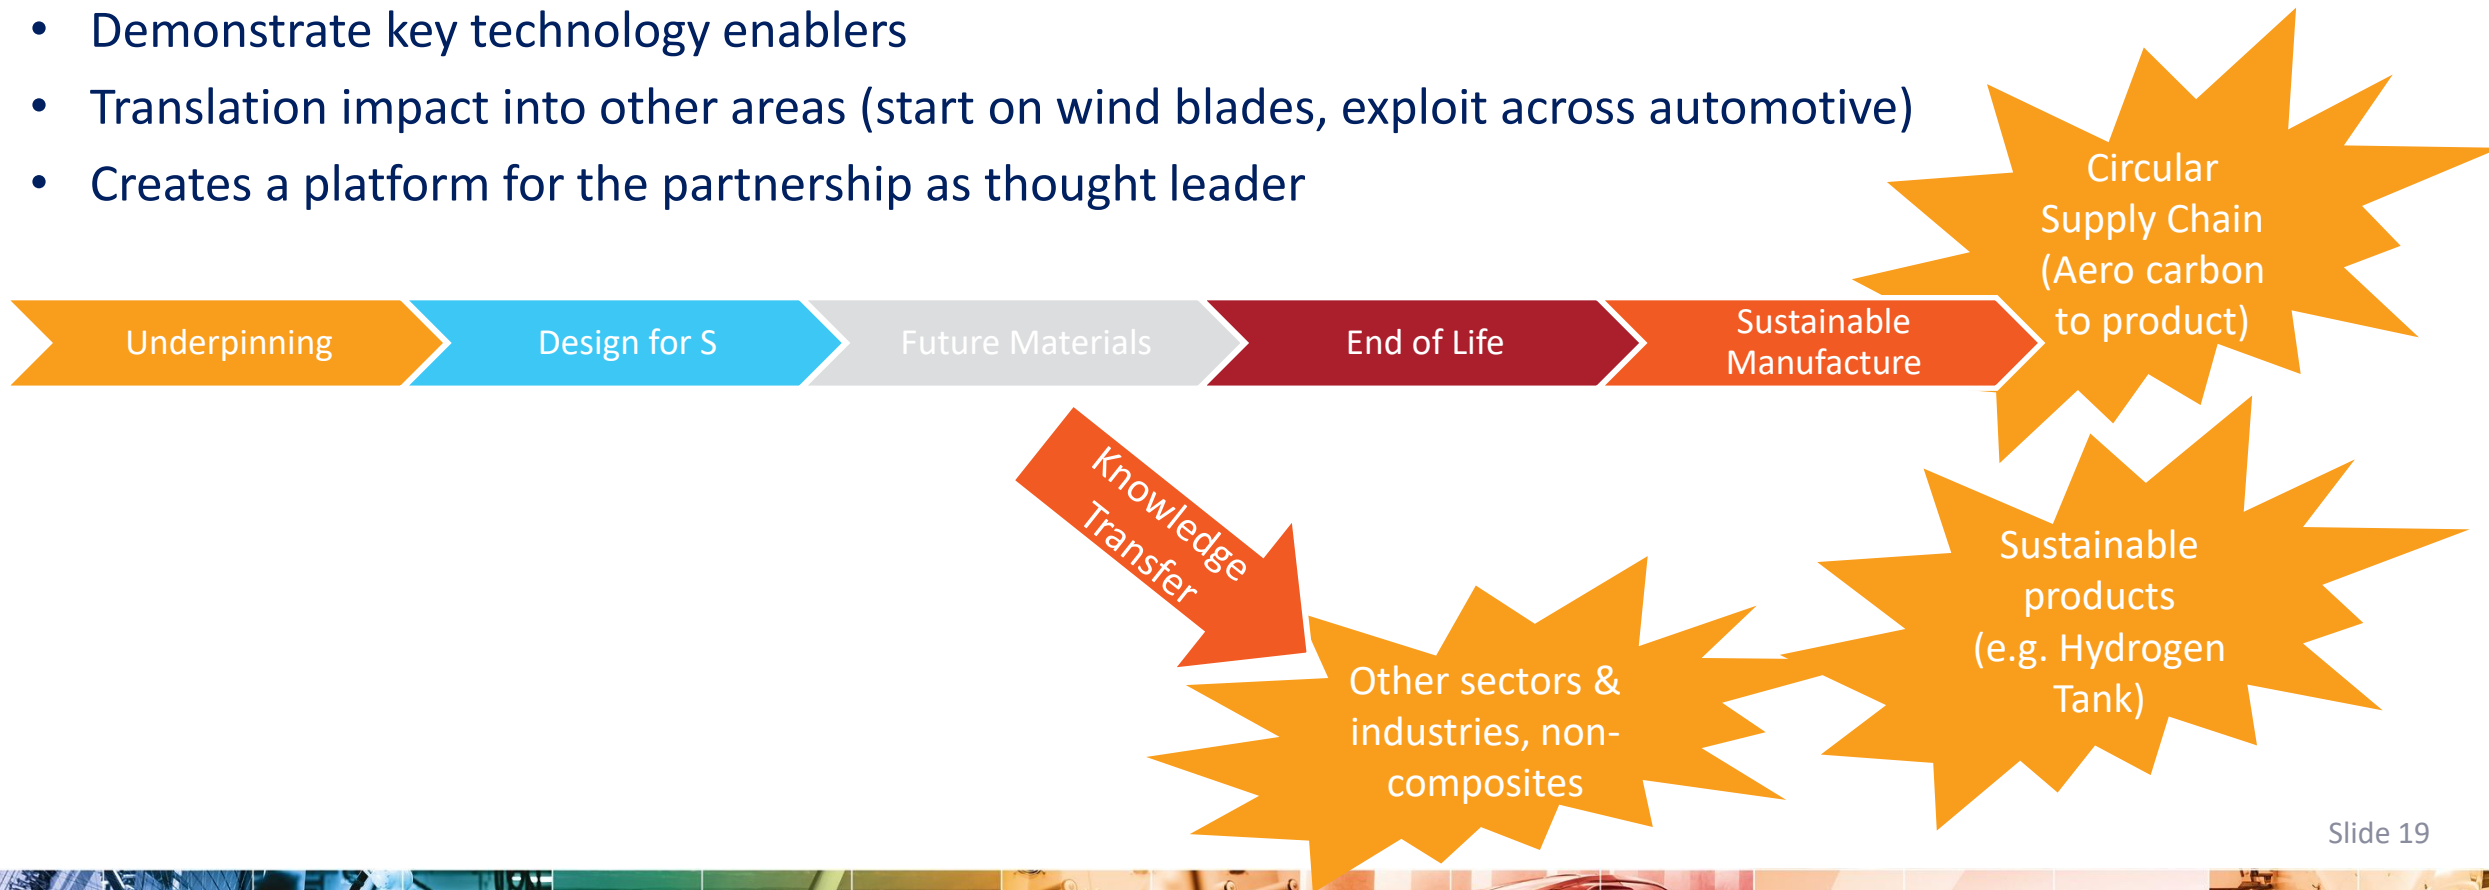 • Demonstrate key technology enablers
• Translation impact into other areas (start on wind blades, exploit across automotive)
• Creates a platform for the partnership as thought leader
Circular
Supply Chain
(Aero carbon
to product)
Underpinning
Design for S
Future Materials
End of Life
Sustainable
Manufacture
Knowledge
Transfer
Other sectors &
industries, non-
composites
Sustainable
products
(e.g. Hydrogen
Tank)
Slide 19